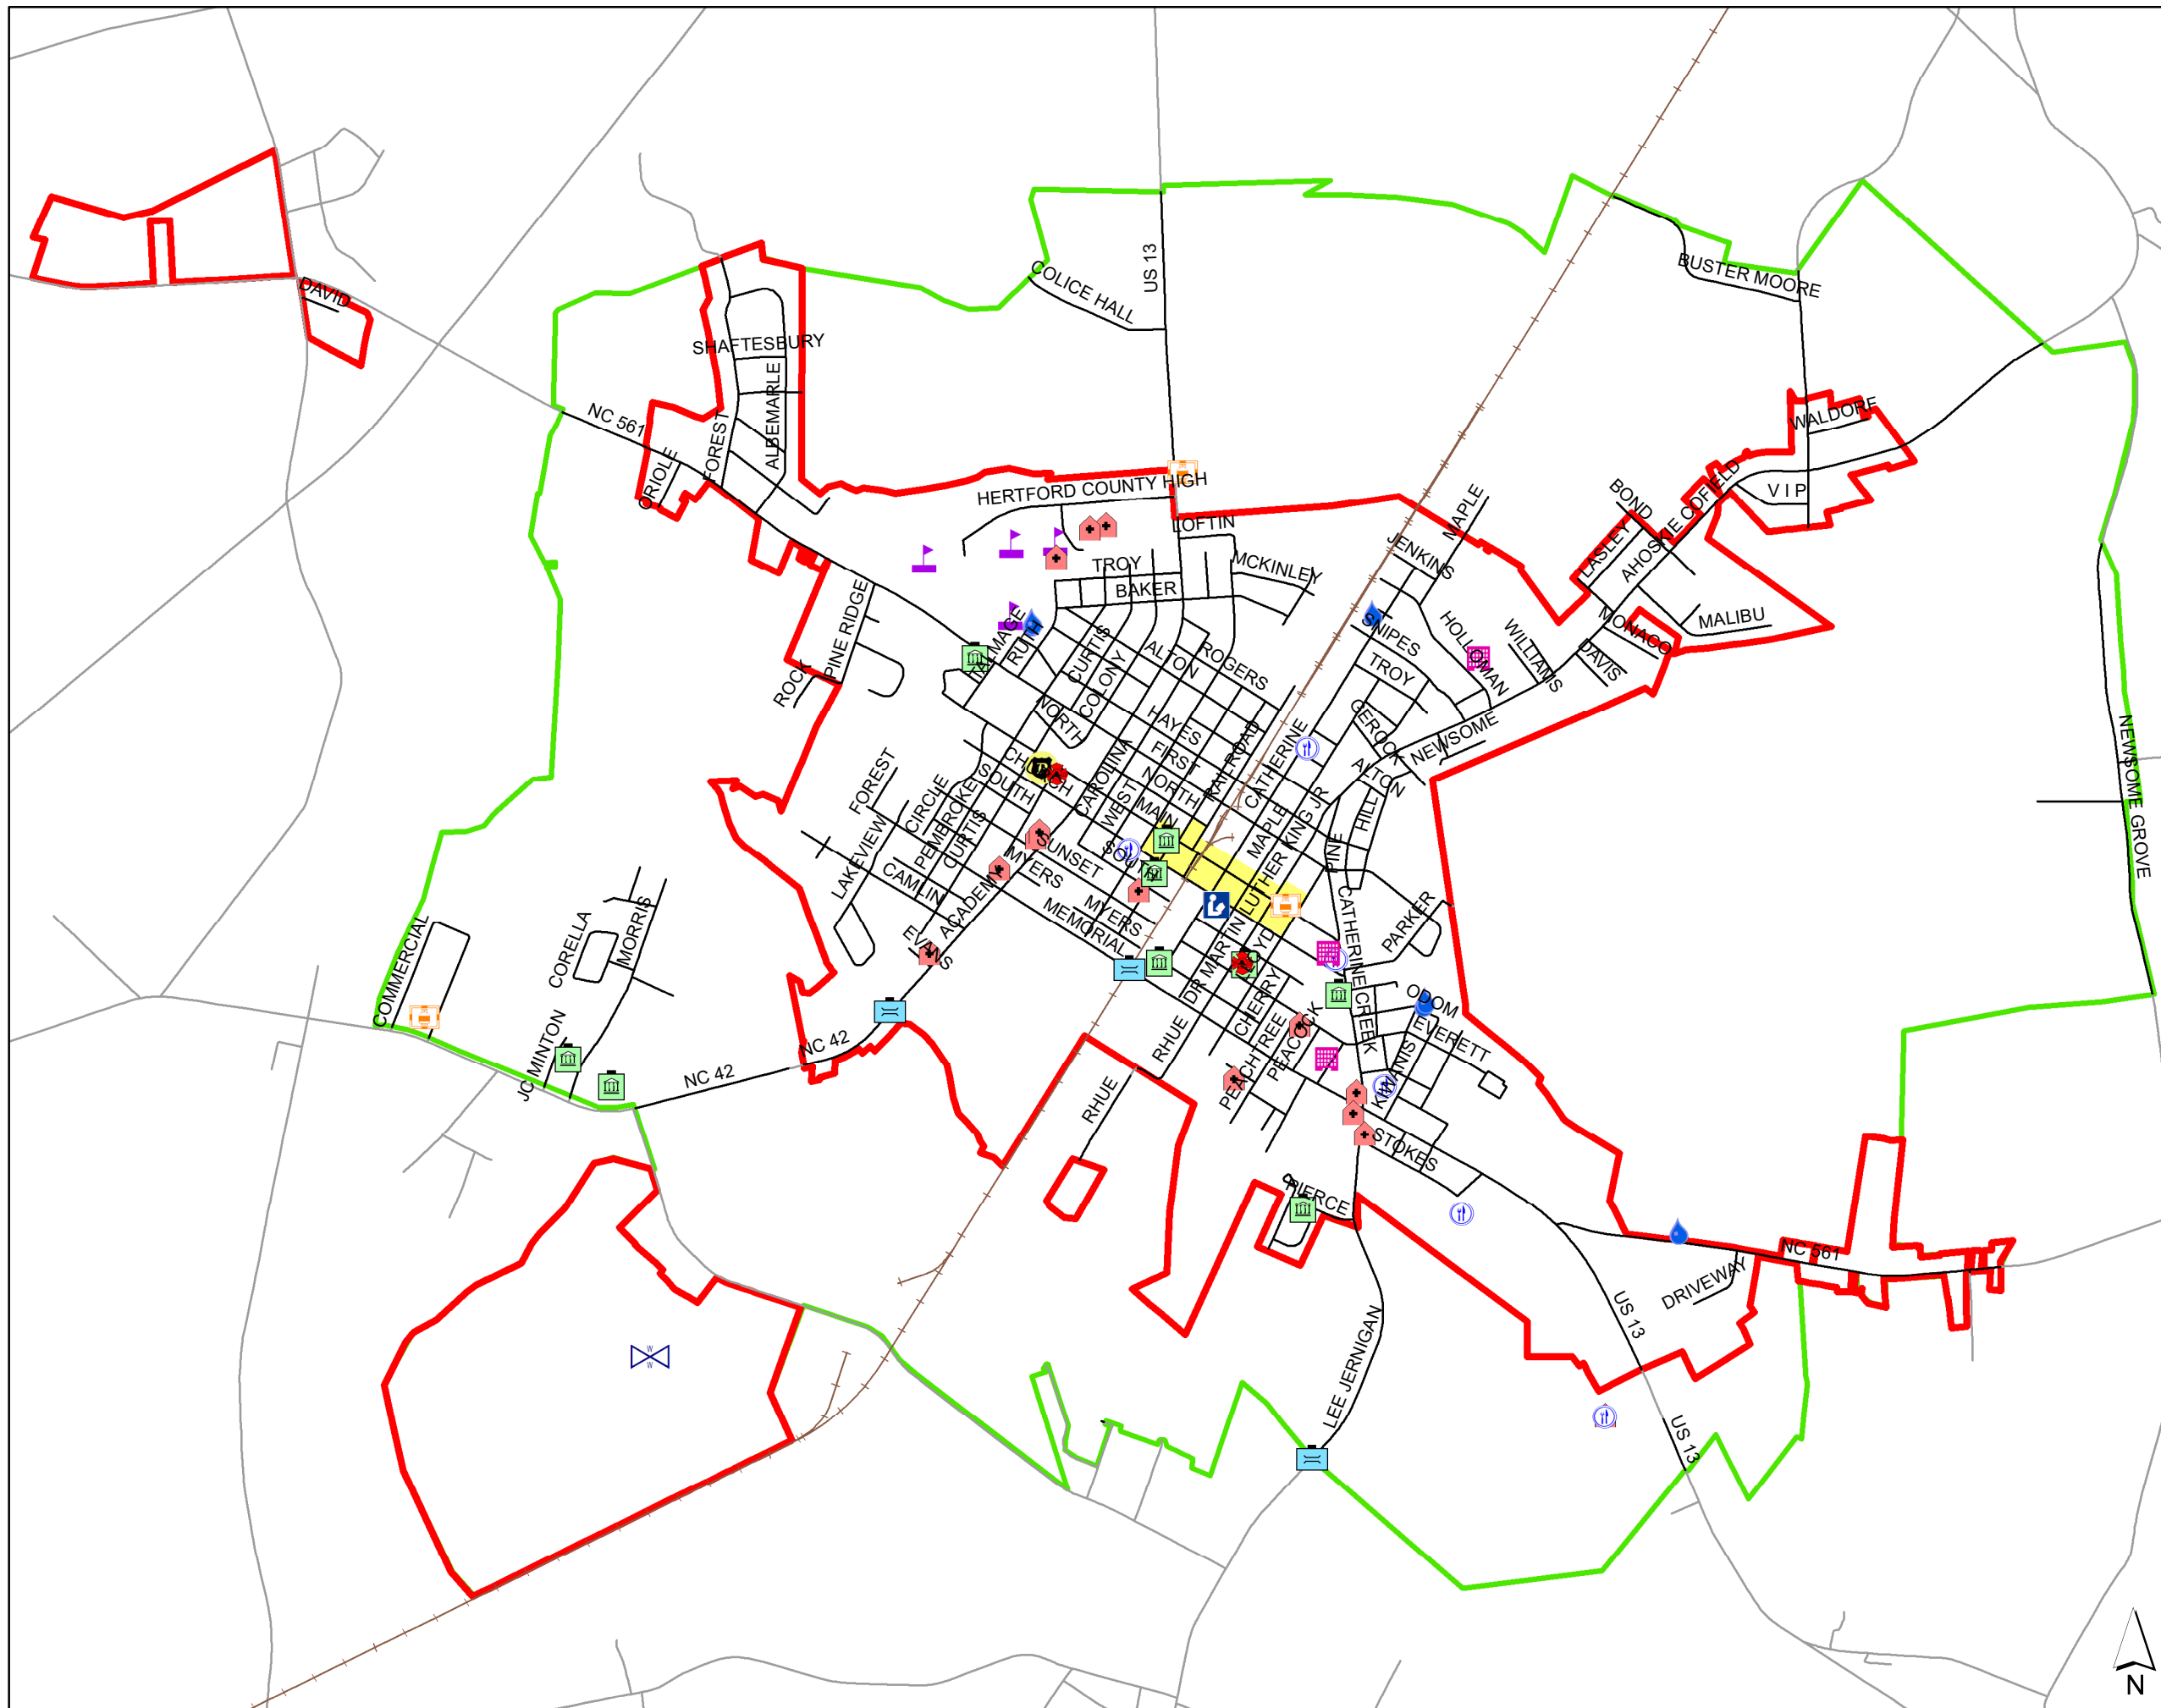 US 13
COLICE HALL
BUSTER MOORE
DAVID
SHAFTESBURY
ALBEMARLE
NC 561
FOREST
ORIOLE
WALDORF
V I P
BOND
AHOSKIE COFIELD
LASLEY
MALIBU
MONACO
DAVIS
HERTFORD COUNTY HIGH
LOFTIN
TROY
BAKER
MCKINLEY
MAPLE
JENKINS
SNIPES
HOLLOMAN
WILLIAMS
TROY
GEROCK
NEWSOME
ALTON
NEWSOME GROVE
PINE RIDGE
ROCK
TALMAGE
RUTH
CURTIS
COLONY
ALTON
ROGERS
NORTH
HAYES
FIRST
NORTH
RAILROAD
CATHERINE
CHURCH
SOUTH
CAROLINA
WEST
MAIN
SOUTH
MAPLE
DR MARTIN LUTHER KING JR
HILL
PINE
FOREST
CIRCLE
PEMBROKE
CURTIS
LAKEVIEW
CAMLIN
SUNSET
MYERS
ACADEMY
EVANS
MYERS
MEMORIAL
CATHERINE CREEK
PARKER
LLOYD
CHERRY
PEACHTREE
PEACOCK
RHUE
ODOM
EVERETT
KIWANIS
COMMERCIAL
CORELLA
MORRIS
JC MINTON
NC 42
NC 42
RHUE
STOKES
PIERCE
NC 561
DRIVEWAY
US 13
LEE JERNIGAN
US 13
W
W
N